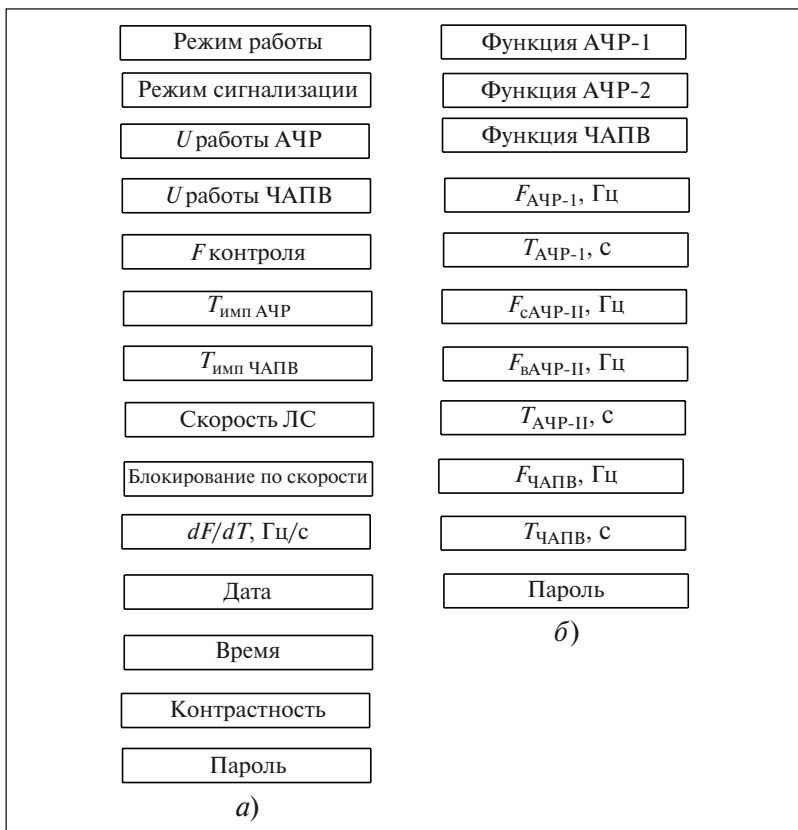 Режим работы
Режим сигнализации
U работы АЧР
U работы ЧАПВ
F контроля
Tимп АЧР
Tимп ЧАПВ
Скорость ЛС
Блокирование по скорости
dF/dT, Гц/с
Дата
Время
Контрастность
Пароль
а)
Функция АЧР-1
Функция АЧР-2
Функция ЧАПВ
FАЧР-1, Гц
TАЧР-1, с
FсАЧР-II, Гц
FвАЧР-II, Гц
TАЧР-II, с
FЧАПВ, Гц
TЧАПВ, с
Пароль
б)